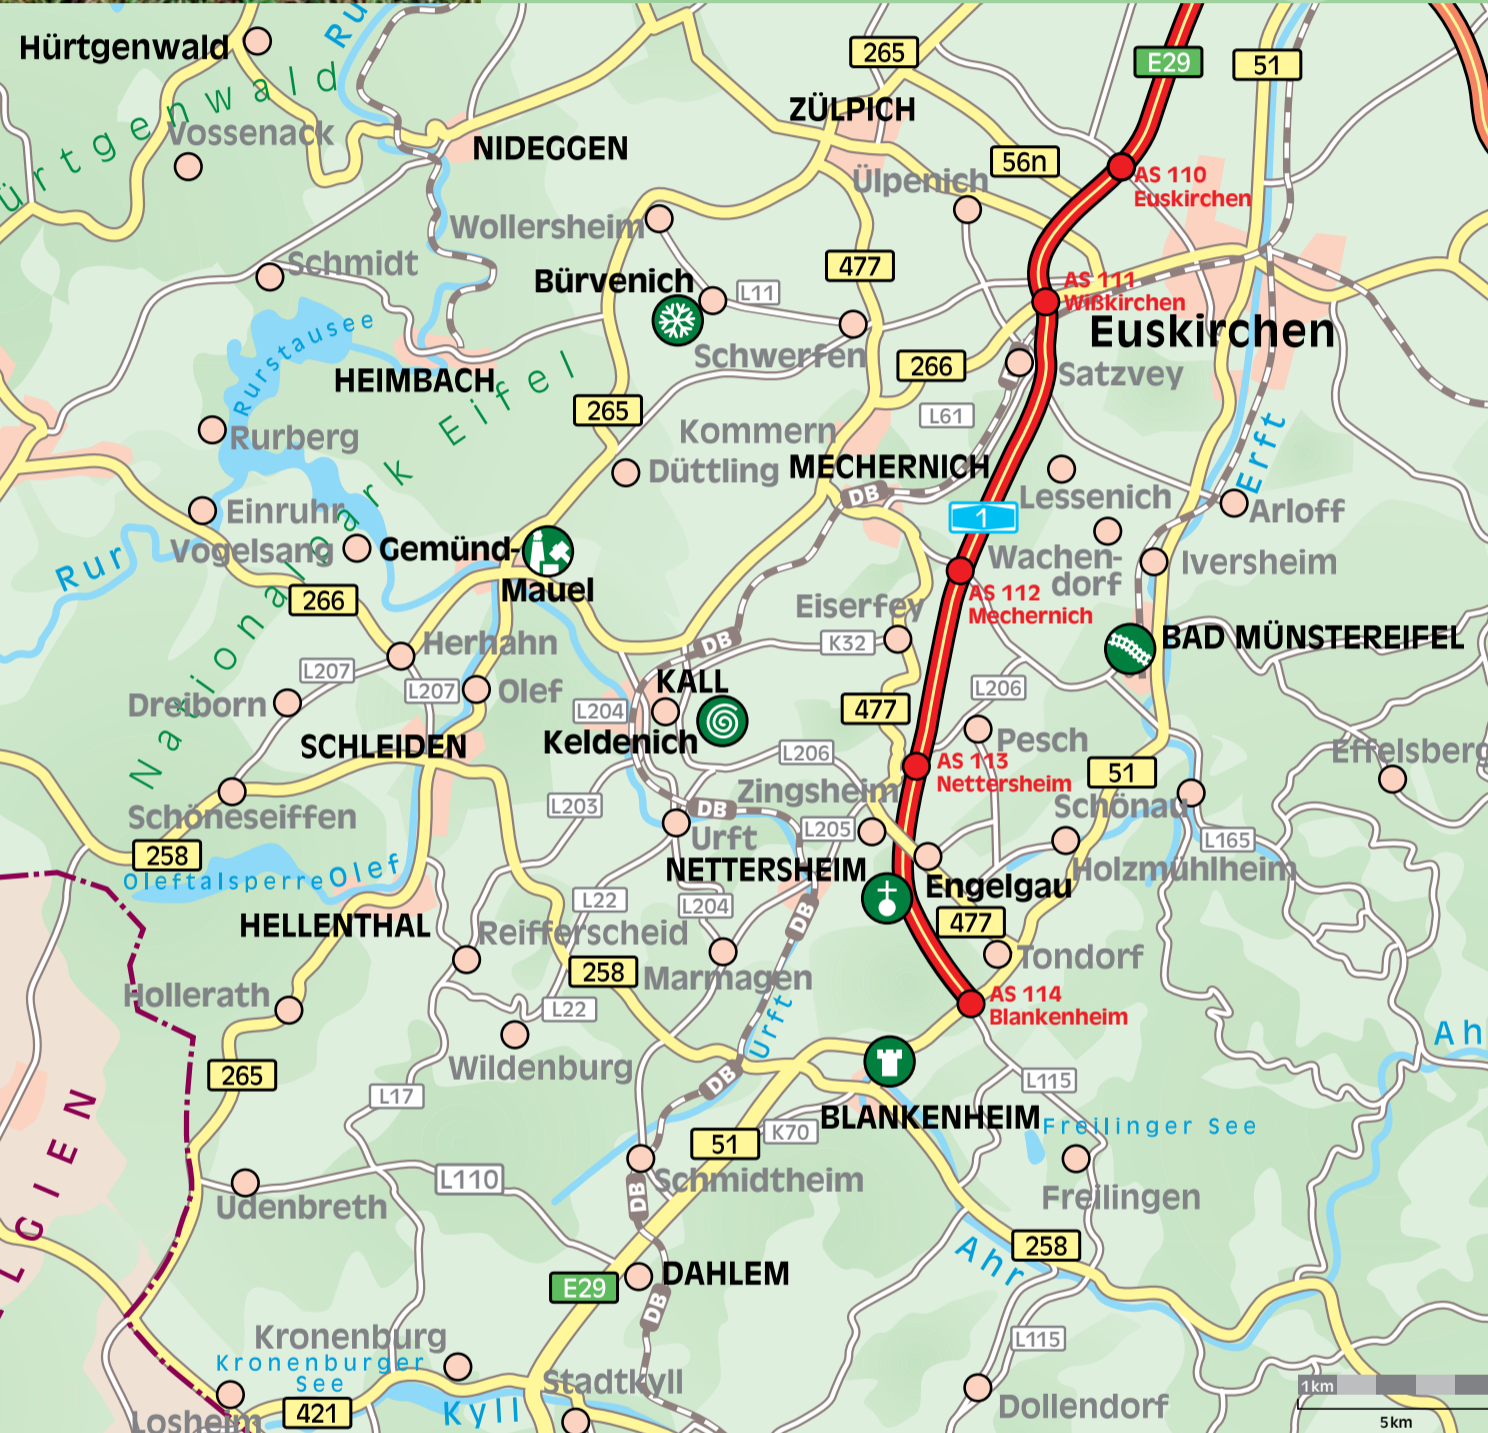 Hürtgenwald
Ru
265
E29
51
ürtgenwald
Vossenack
ZÜLPICH
NIDEGGEN
56n
AS 110
Euskirchen
Ülpenich
Wollersheim
Schmidt
477
Bürvenich
L11
AS 111
Wißkirchen
Euskirchen
Rurstausee
Schwerfen
266
Satzvey
HEIMBACH
265
L61
Rurberg
Kommern
Düttling
MECHERNICH
Erft
DB
Lessenich
Einruhr
1
Arloff
Vogelsang
Gemünd-
Mauel
Wachen-
dorf
Iversheim
Rur
266
AS 112
Mechernich
Eiserfey
Nationalpark Eifel
Herhahn
DB
K32
BAD MÜNSTEREIFEL
L207
L207
Olef
KALL
L206
Dreiborn
L204
477
Keldenich
Pesch
SCHLEIDEN
L206
Effelsberg
AS 113
Nettersheim
51
Zingsheim
Schönau
Schöneseiffen
L203
DB
Urft
L205
L165
258
NETTERSHEIM
Holzmühlheim
Oleftalsperre
Olef
Engelgau
L22
L204
DB
477
HELLENTHAL
Reifferscheid
258
Marmagen
Tondorf
Hollerath
L22
AS 114
Blankenheim
Urft
Ah
Wildenburg
265
DB
L115
L17
BLANKENHEIM
Freilinger See
LGIEN
51
K70
L110
Schmidtheim
DB
Udenbreth
Freilingen
258
Ahr
DAHLEM
E29
DB
Kronenburg
L115
Kronenburger
See
Stadtkyll
1km
Losheim
421
Kyll
Dollendorf
5km